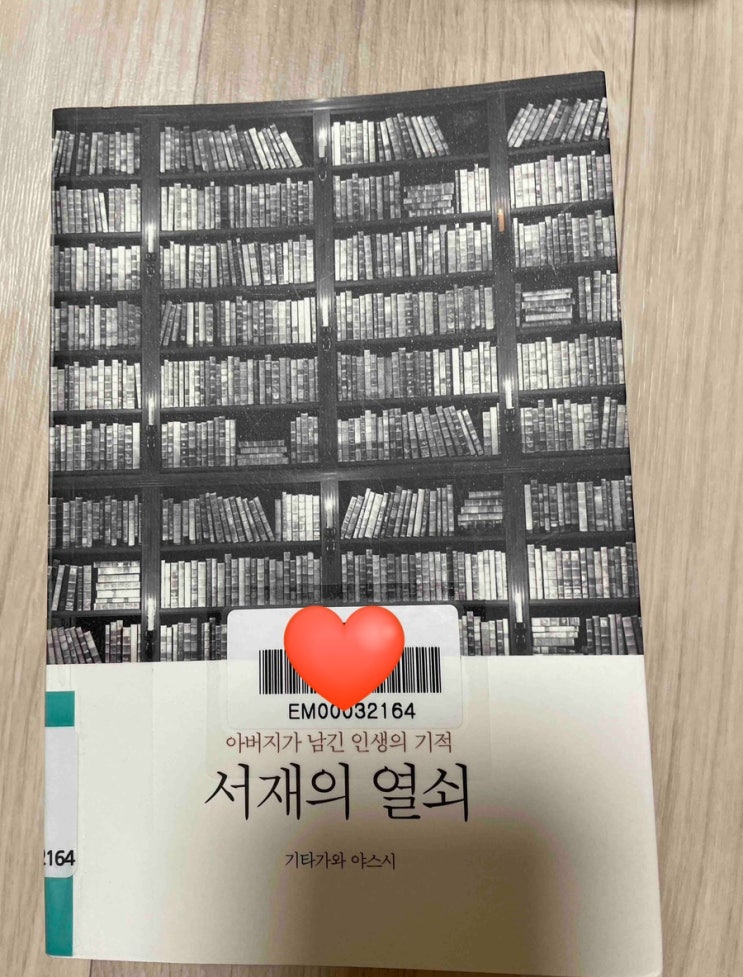 EM00032164
아버지가 남긴 인생의 기적
서재의 열쇠
기타가와 야스시
2164